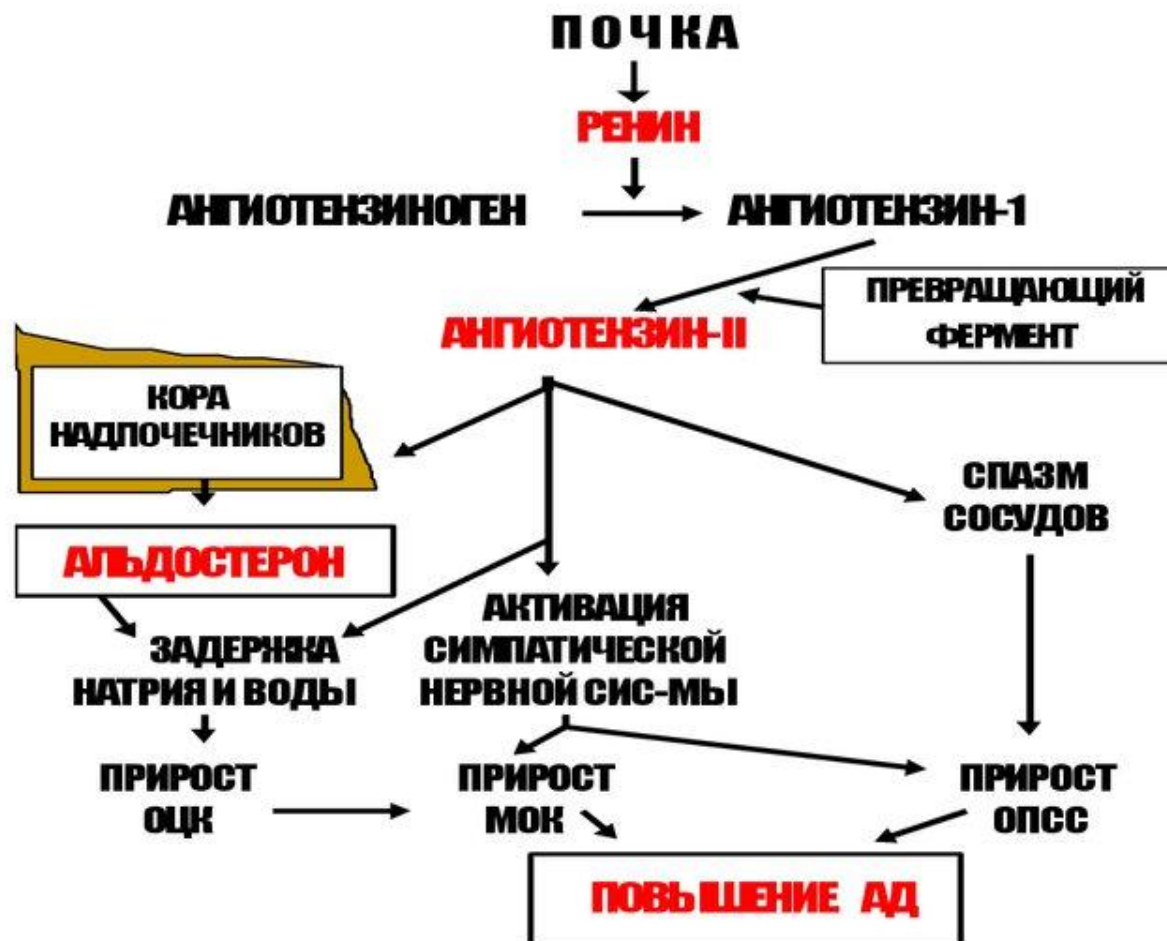 ПОЧКА
РЕНИН
АНГИОТЕНЗИНОГЕН
АНГИОТЕНЗИН-1
ПРЕВРАЩАЮЩИЙ
ФЕРМЕНТ
АНГИОТЕНЗИН-II
КОРА
НАДПОЧЕЧНИКОВ
СПАЗМ
СОСУДОВ
АЛЬДОСТЕРОН
АКТИВАЦИЯ
СИМПАТИЧЕСКОЙ
НЕРВНОЙ СИС-МЫ
ЗАДЕРЖКА
НАТРИЯ И ВОДЫ
ПРИРОСТ
ОЦК
ПРИРОСТ
МОК
ПРИРОСТ
ОПСС
ПОВЫШЕНИЕ АД